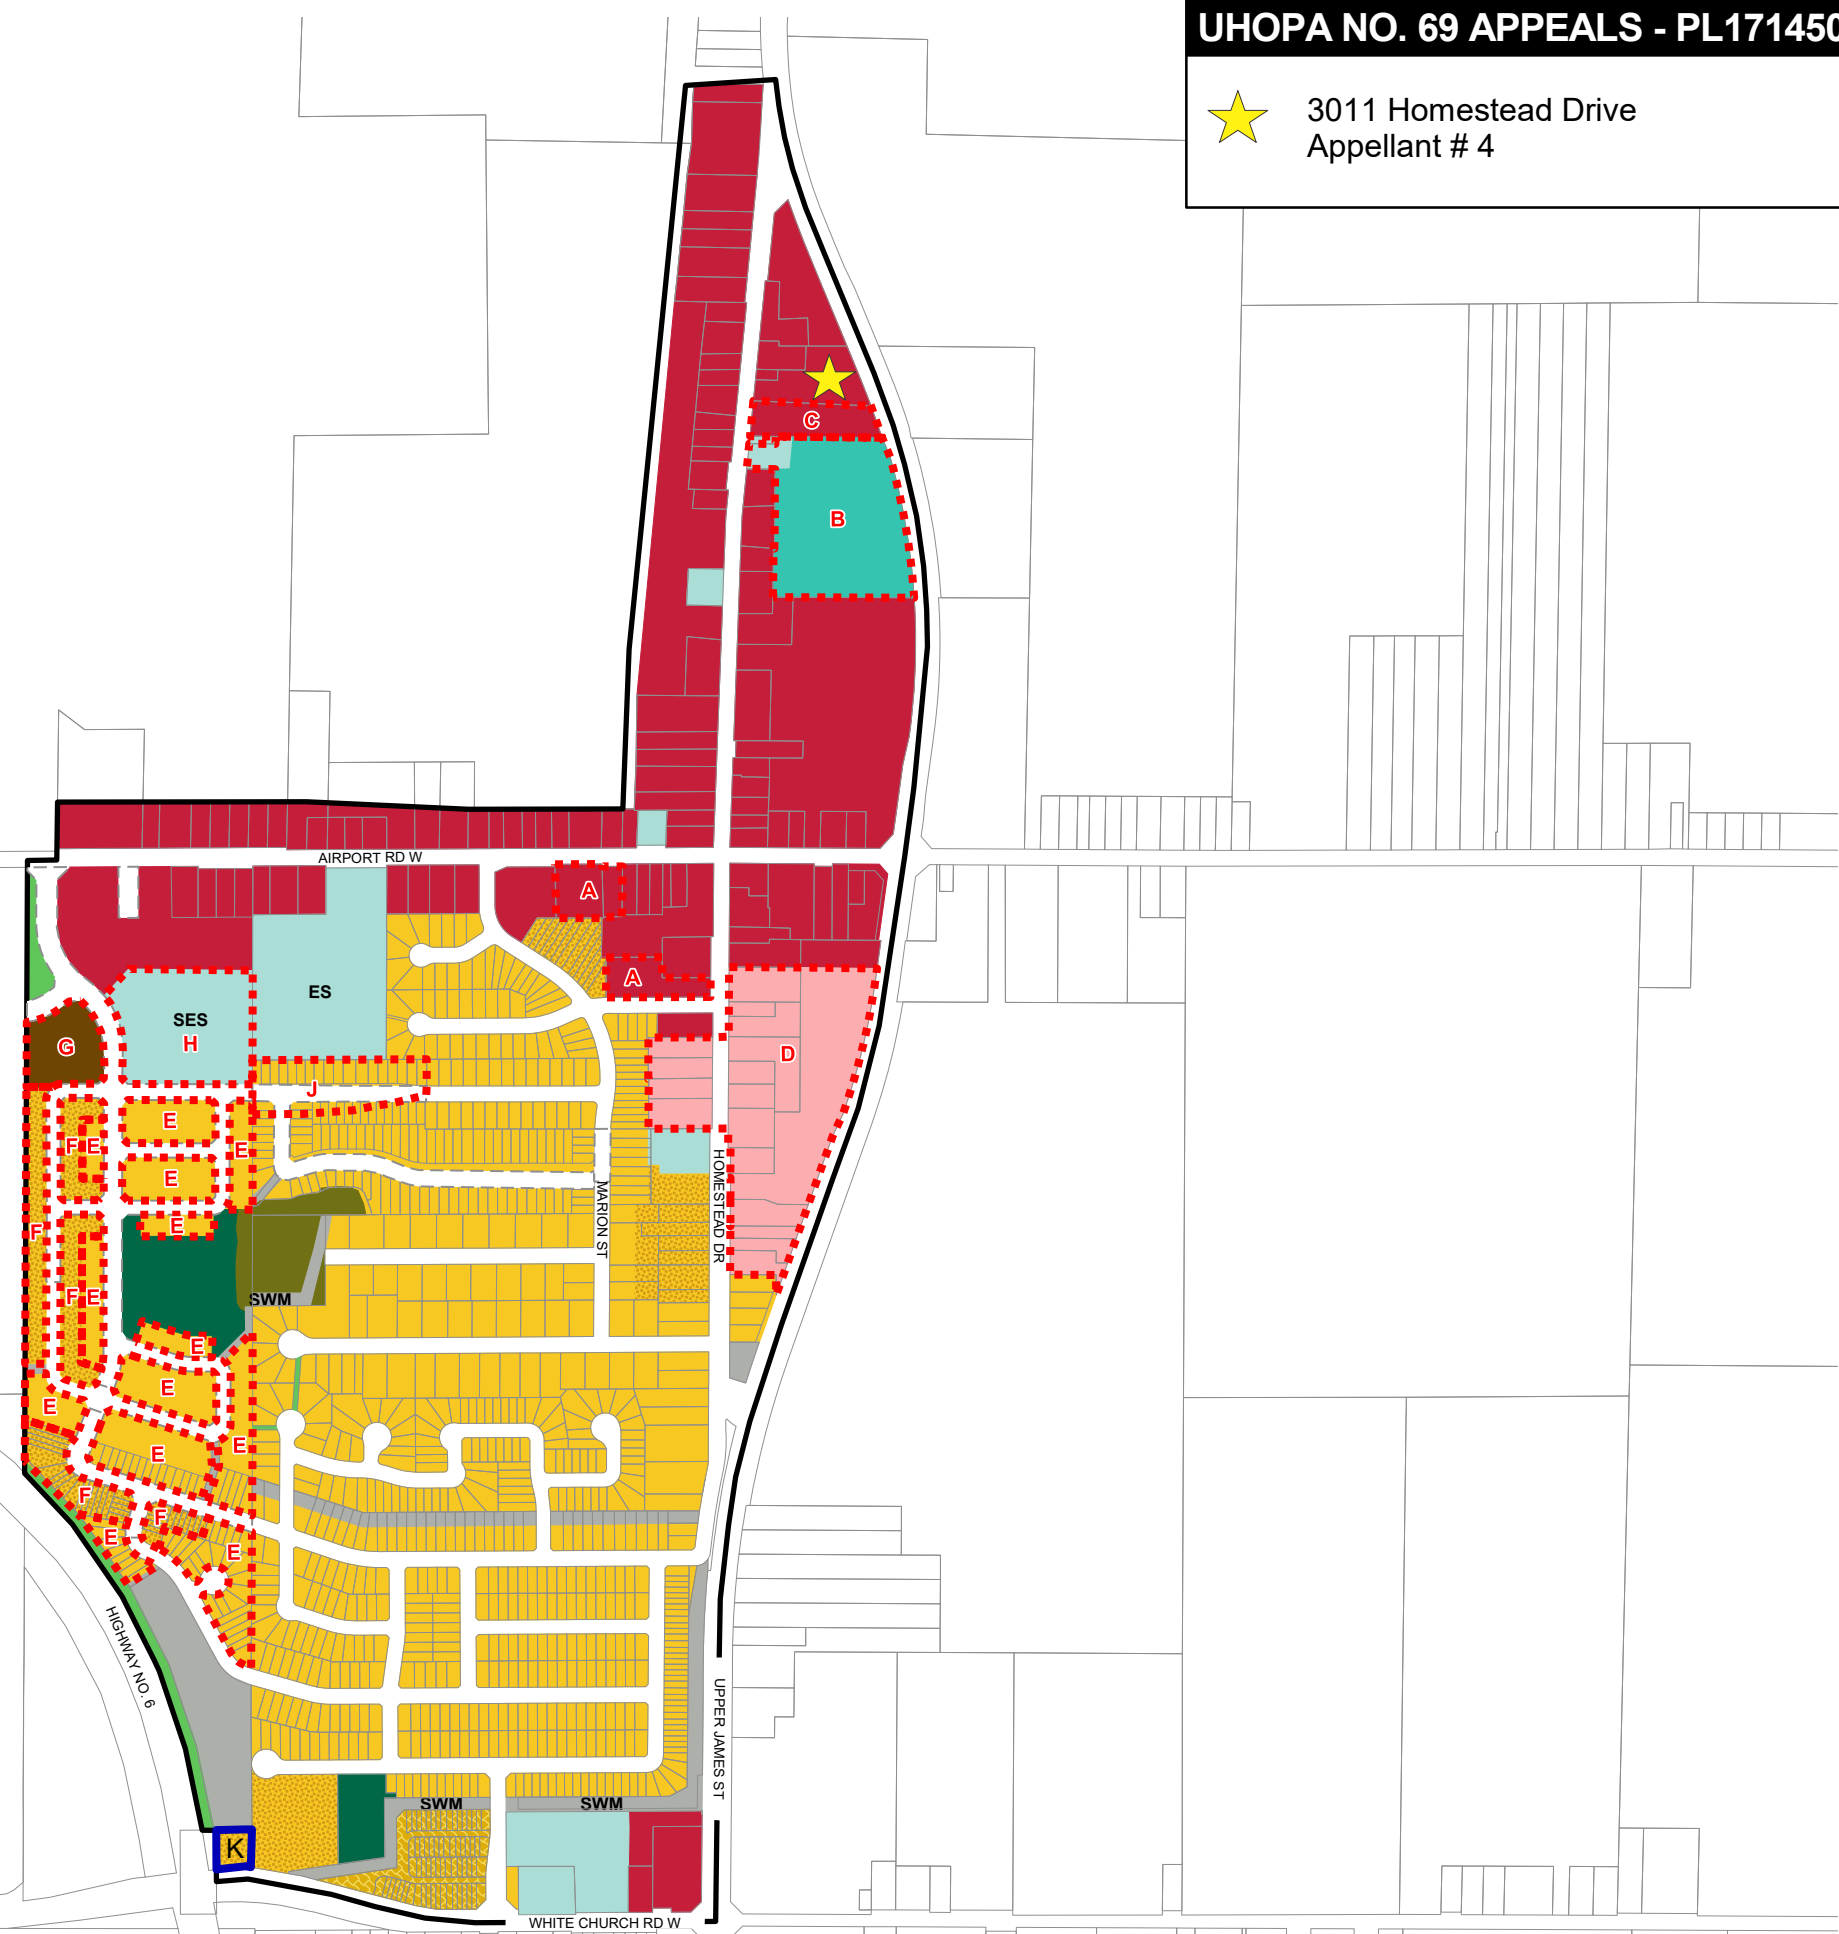 UHOPA NO. 69 APPEALS - PL171450
3011 Homestead Drive
Appellant # 4
C
B
AIRPORT RD W
A
A
ES
SES
H
G
D
J
E
F E
E
E
E
F
F E
E
E
E
E
E
F
F
E
E
SWM
MARION ST
HOMESTEAD DR
HIGHWAY NO. 6
UPPER JAMES ST
SWM
SWM
K
WHITE CHURCH RD W